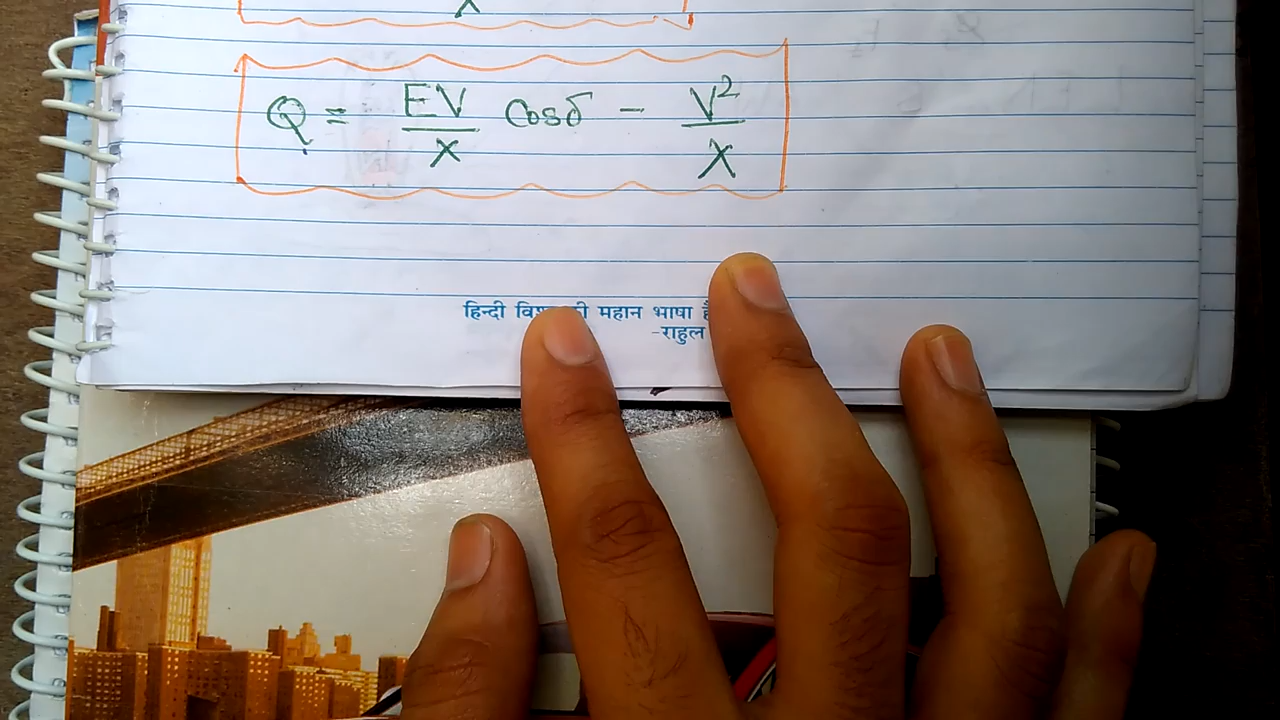 x
Q = EV/x Cosδ - V²/X
हिन्दी की महान भाषा
-राहुल